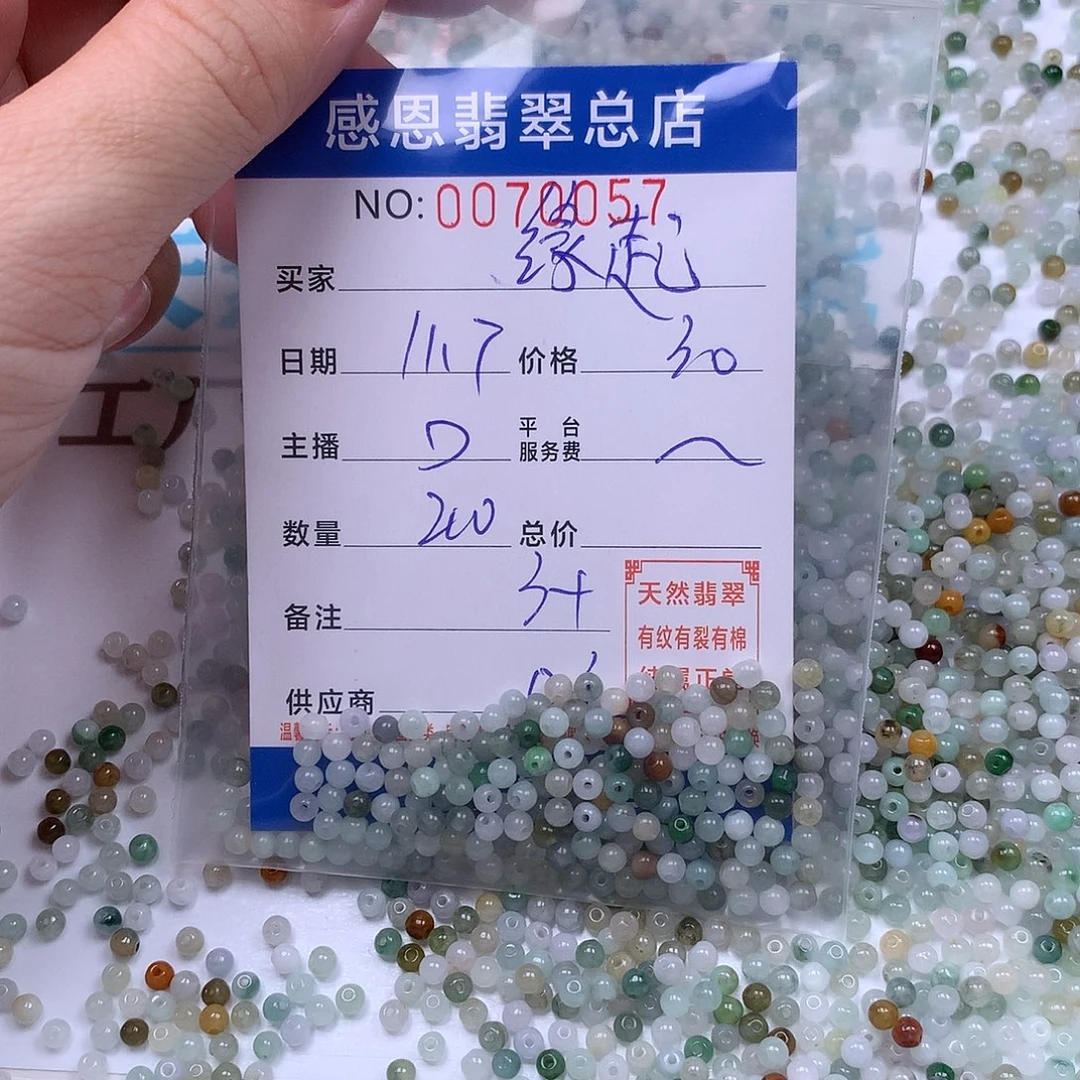 感恩翡翠总店
NO:0070057
买家 缘起
日期 11.7 价格 30
主播 平台服务费
数量 200 总价
备注 3+
供应商
天然翡翠
有纹有裂有棉
工厂